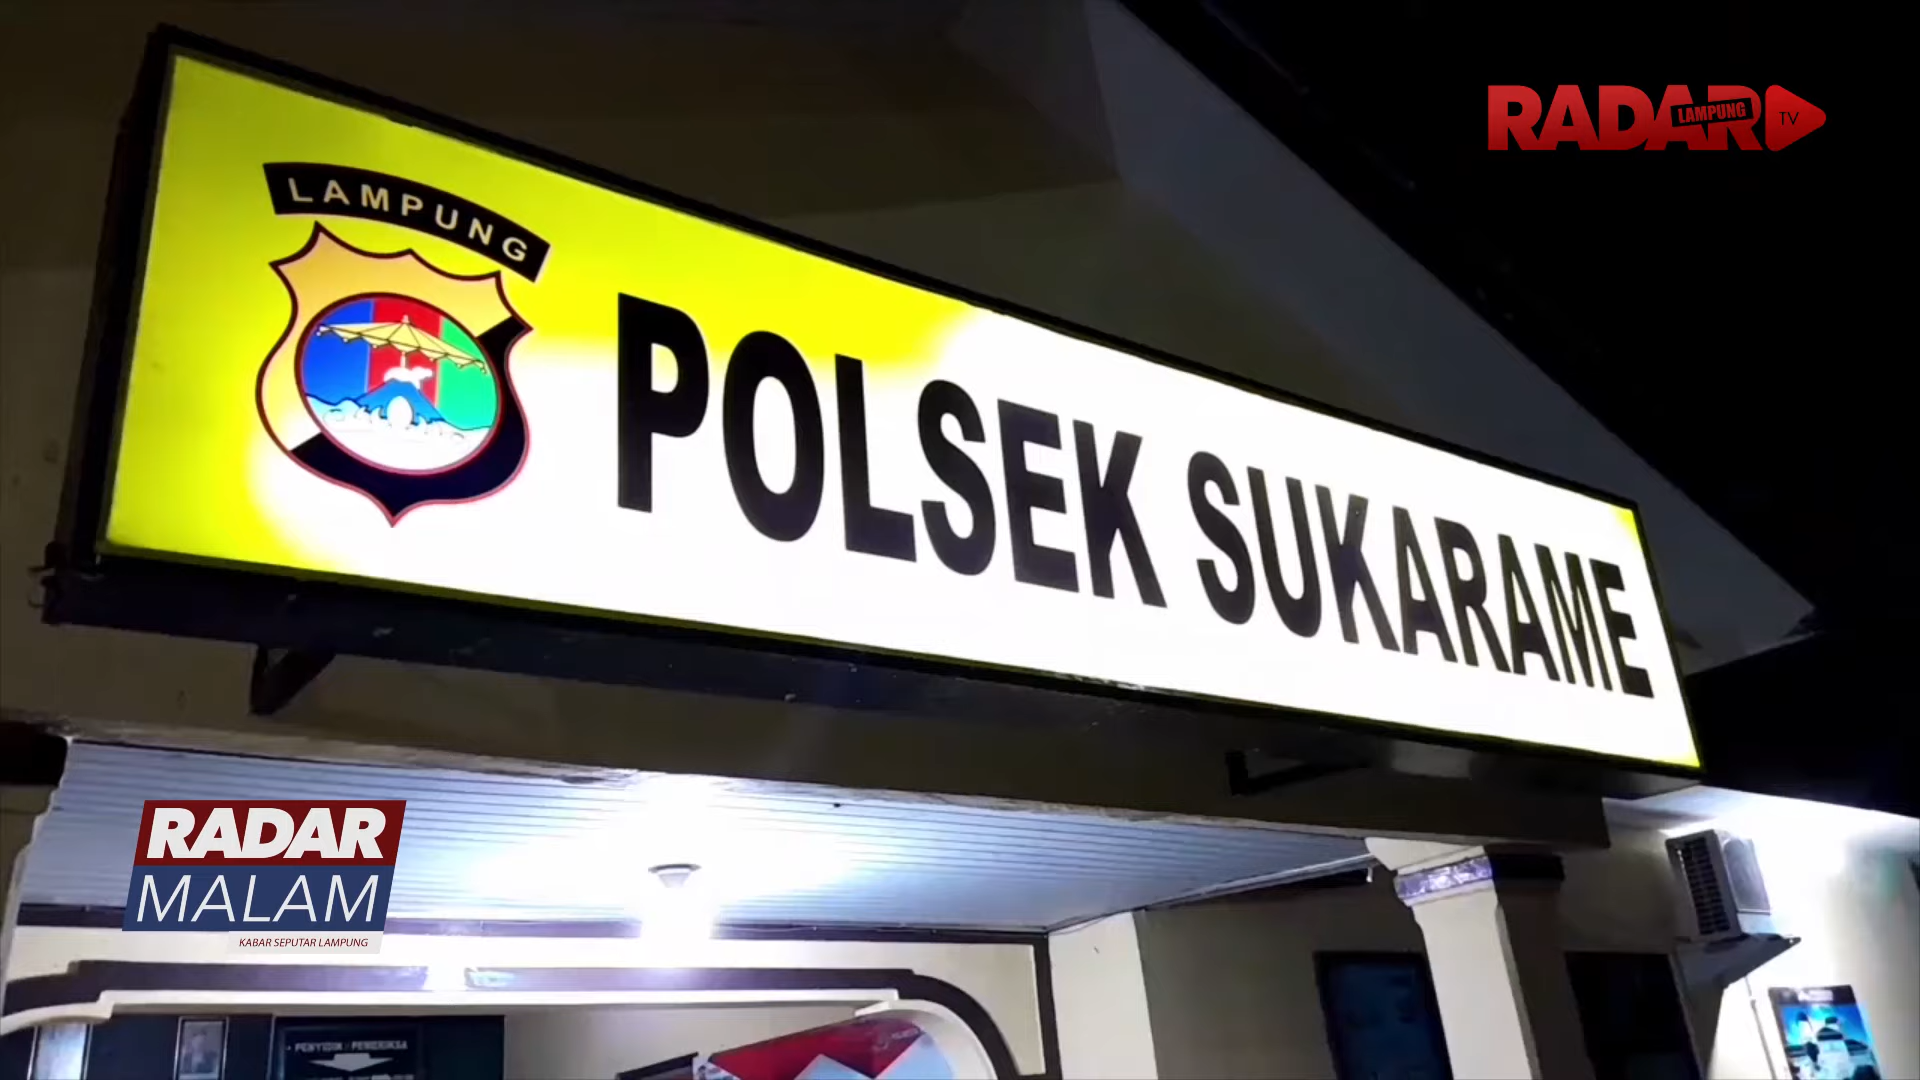 RADAR
LAMPUNG
TV
LAMPUNG
POLSEK SUKARAME
RADAR
MALAM
KABAR SEPUTAR LAMPUNG
PENYIDIK PEMERIKSA